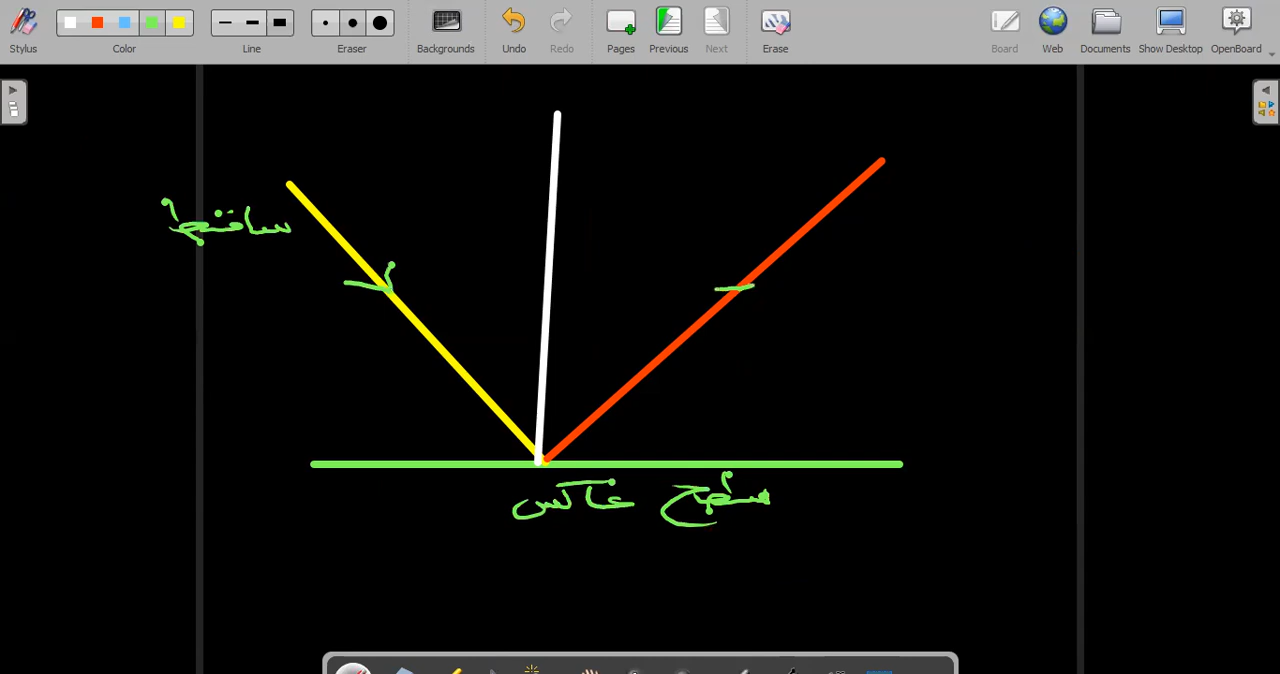 Stylus
Color
Line
Eraser
Backgrounds
Undo
Redo
Pages
Previous
Next
Erase
Board
Web
Documents
Show Desktop
OpenBoard
ساقط
سطح عاكس